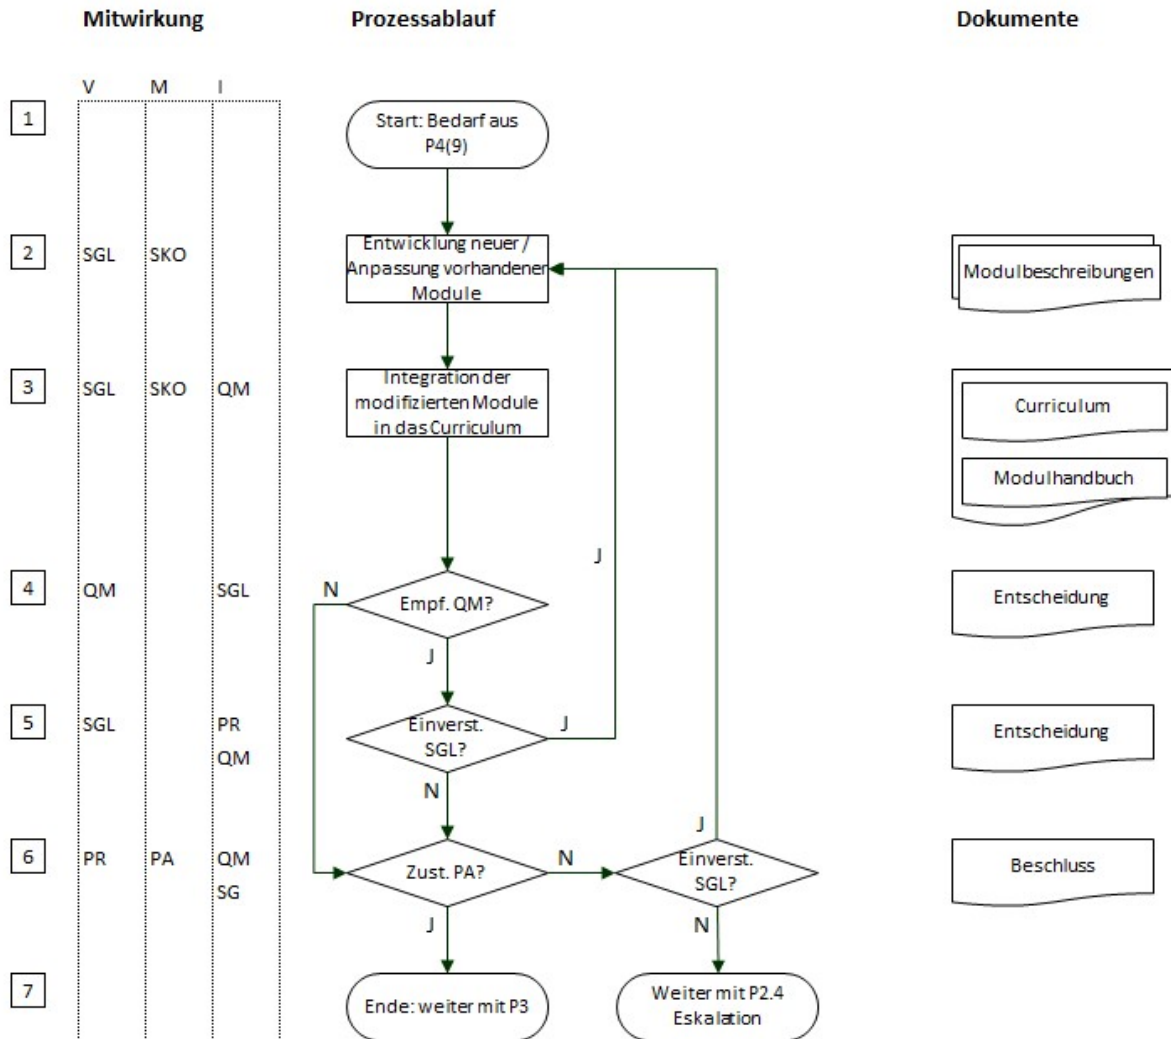 Mitwirkung
Prozessablauf
Dokumente
V M I
1
Start: Bedarf aus
P4(9)
2
SGL SKO
Entwicklung neuer /
Anpassung vorhandener
Module
Modulbeschreibungen
3
SGL SKO QM
Integration der
modifizierten Module
in das Curriculum
Curriculum
Modulhandbuch
J
4
QM SGL
N
Empf. QM?
Entscheidung
J
5
SGL PR
QM
Einverst.
SGL?
J
Entscheidung
N
J
6
PR PA QM
SG
Zust. PA?
N
Einverst.
SGL?
Beschluss
J
N
7
Ende: weiter mit P3
Weiter mit P2.4
Eskalation